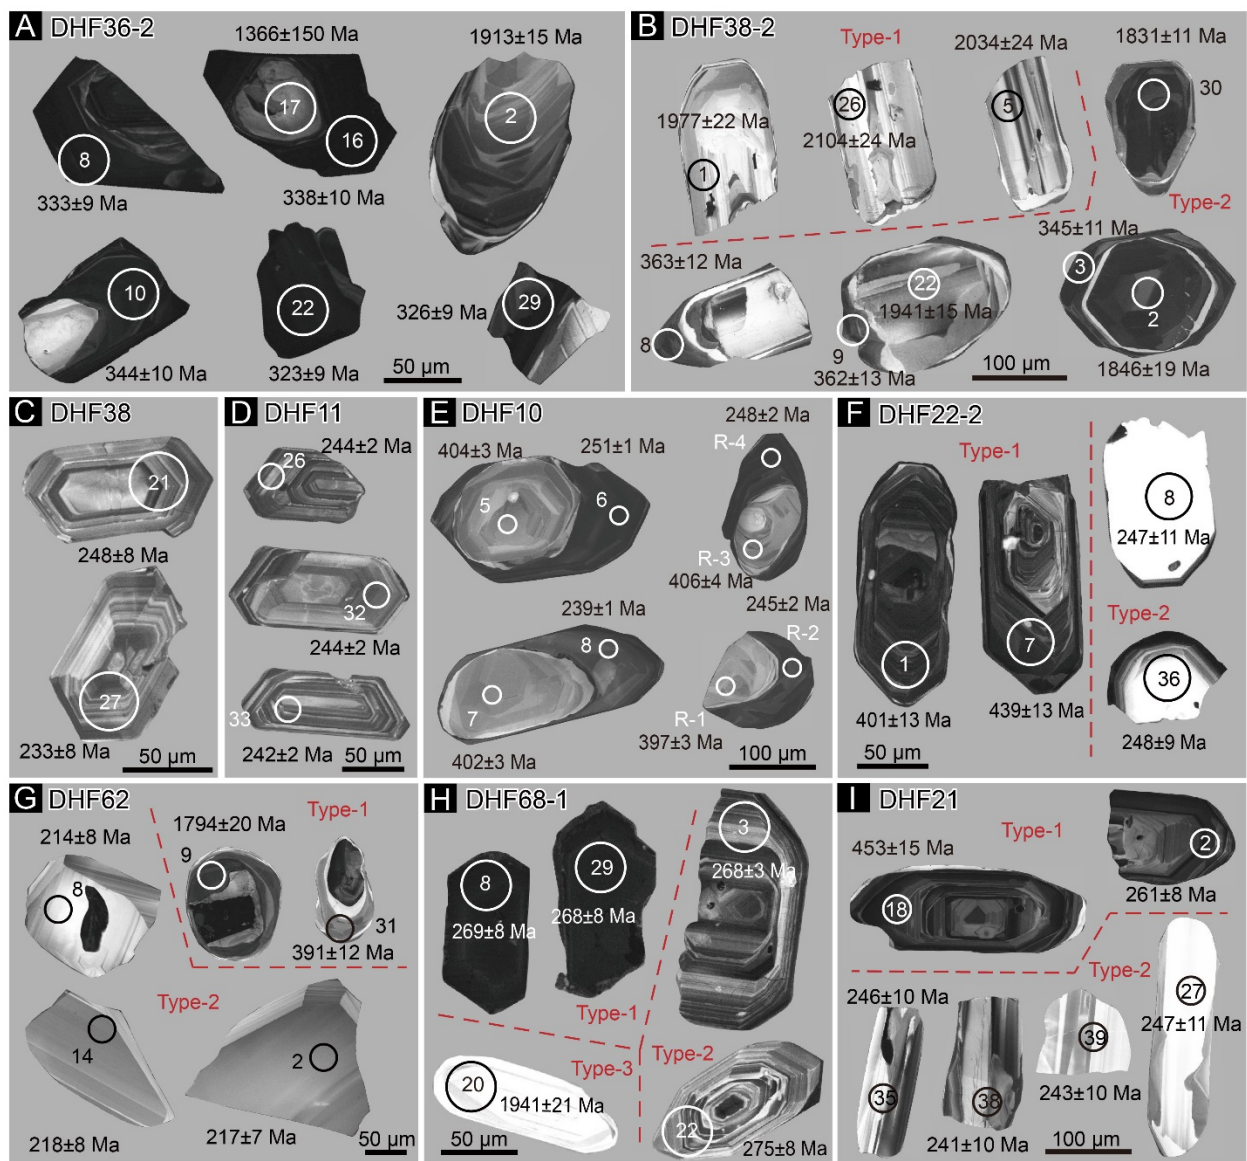 A DHF36-2
1366±150 Ma
1913±15 Ma
17
2
16
8
333±9 Ma
338±10 Ma
10
22
29
326±9 Ma
344±10 Ma
323±9 Ma
50 µm
B DHF38-2
Type-1
2034±24 Ma
1831±11 Ma
26
5
30
1977±22 Ma
2104±24 Ma
1
Type-2
345±11 Ma
363±12 Ma
3
22
1941±15 Ma
2
8
9
362±13 Ma
100 µm
1846±19 Ma
C DHF38
21
248±8 Ma
27
233±8 Ma
50 µm
D DHF11
244±2 Ma
26
32
244±2 Ma
33
242±2 Ma
50 µm
E DHF10
248±2 Ma
404±3 Ma
251±1 Ma
R-4
5
6
R-3
406±4 Ma
239±1 Ma
245±2 Ma
8
R-2
7
R-1
397±3 Ma
402±3 Ma
100 µm
F DHF22-2
Type-1
8
247±11 Ma
Type-2
1
7
36
401±13 Ma
439±13 Ma
248±9 Ma
50 µm
G DHF62
Type-1
214±8 Ma
1794±20 Ma
9
8
31
391±12 Ma
Type-2
14
2
218±8 Ma
217±7 Ma
50 µm
H DHF68-1
3
8
29
268±3 Ma
269±8 Ma
268±8 Ma
Type-1
Type-3
Type-2
20
1941±21 Ma
22
50 µm
275±8 Ma
I DHF21
Type-1
453±15 Ma
2
261±8 Ma
18
Type-2
246±10 Ma
27
247±11 Ma
39
35
38
243±10 Ma
241±10 Ma
100 µm